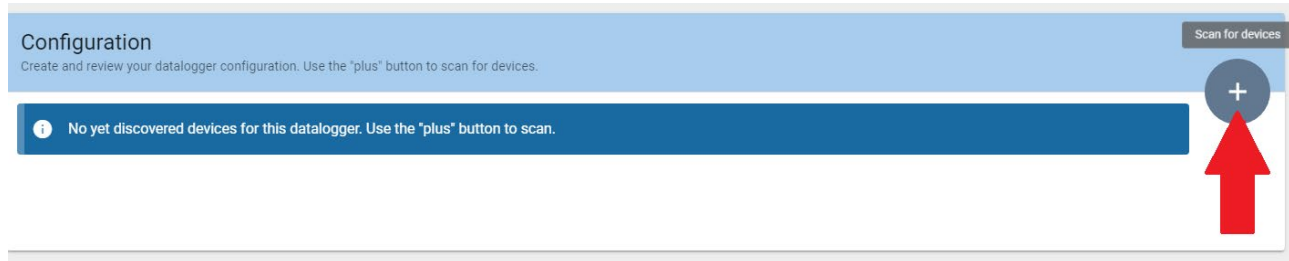 Configuration
Scan for devices
Create and review your datalogger configuration. Use the "plus" button to scan for devices.
No yet discovered devices for this datalogger. Use the "plus" button to scan.